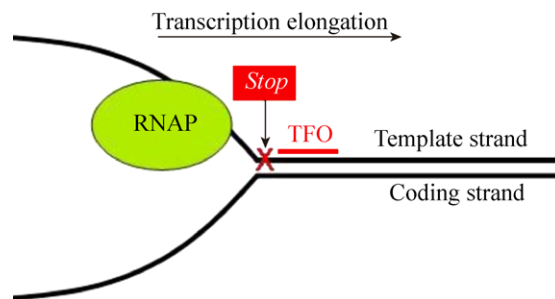 Transcription elongation
Stop
RNAP
TFO
Template strand
X
Coding strand